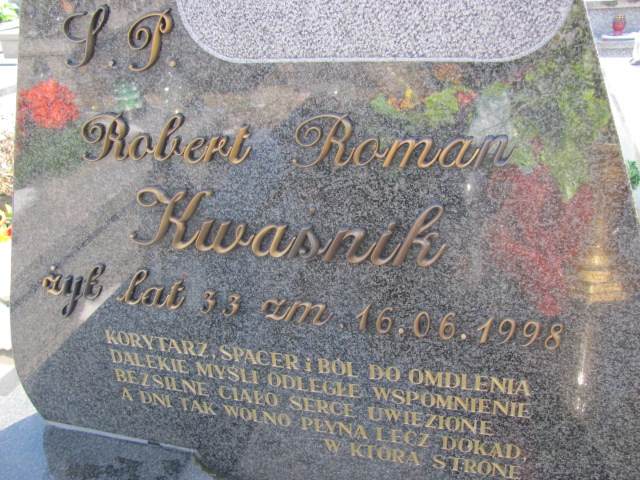 Ś.P.
Robert Roman
Kwaśnik
żył lat 33 zm. 16.06.1998
KORYTARZ, SPACER i BÓL DO OMDLENIA
DALEKIE MYŚLI ODLEGŁE WSPOMNIENIE
BEZSILNE CIAŁO SERCE UWIĘZIONE
A DNI TAK WOLNO PŁYNĄ LECZ DOKĄD,
W KTÓRĄ STRONĘ